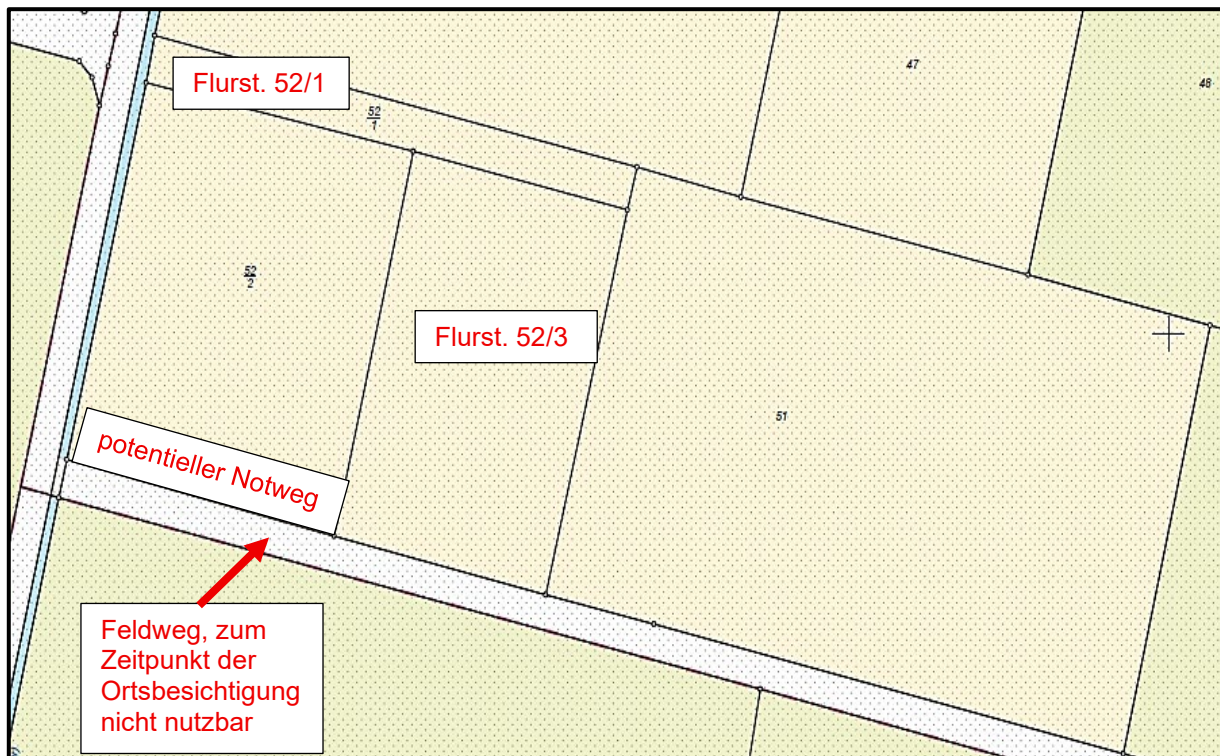 47
48
Flurst. 52/1
52
1
52
2
Flurst. 52/3
51
potentieller Notweg
Feldweg, zum
Zeitpunkt der
Ortsbesichtigung
nicht nutzbar